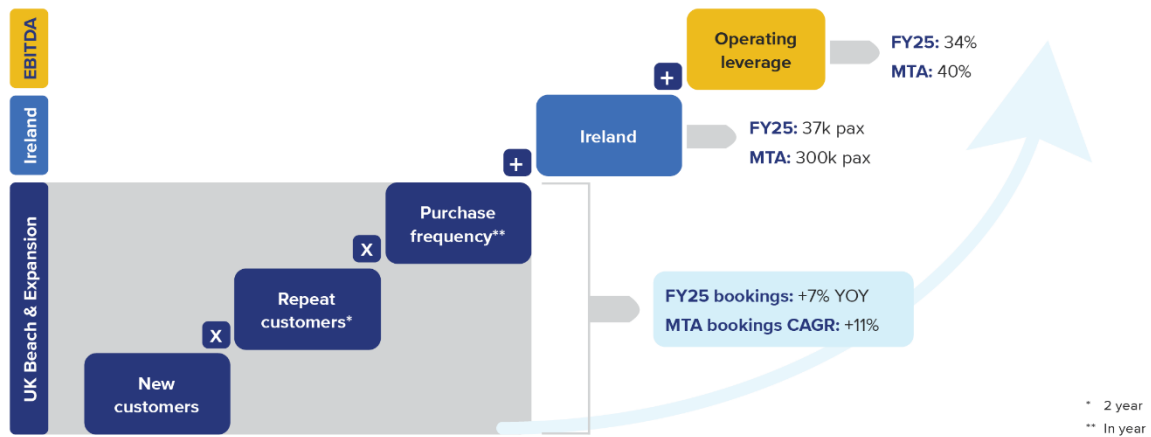 EBITDA
Operating
leverage
FY25: 34%
MTA: 40%
+
Ireland
Ireland
FY25: 37k pax
MTA: 300k pax
+
UK Beach & Expansion
Purchase
frequency**
X
Repeat
customers*
X
New
customers
FY25 bookings: +7% YOY
MTA bookings CAGR: +11%
* 2 year
** In year